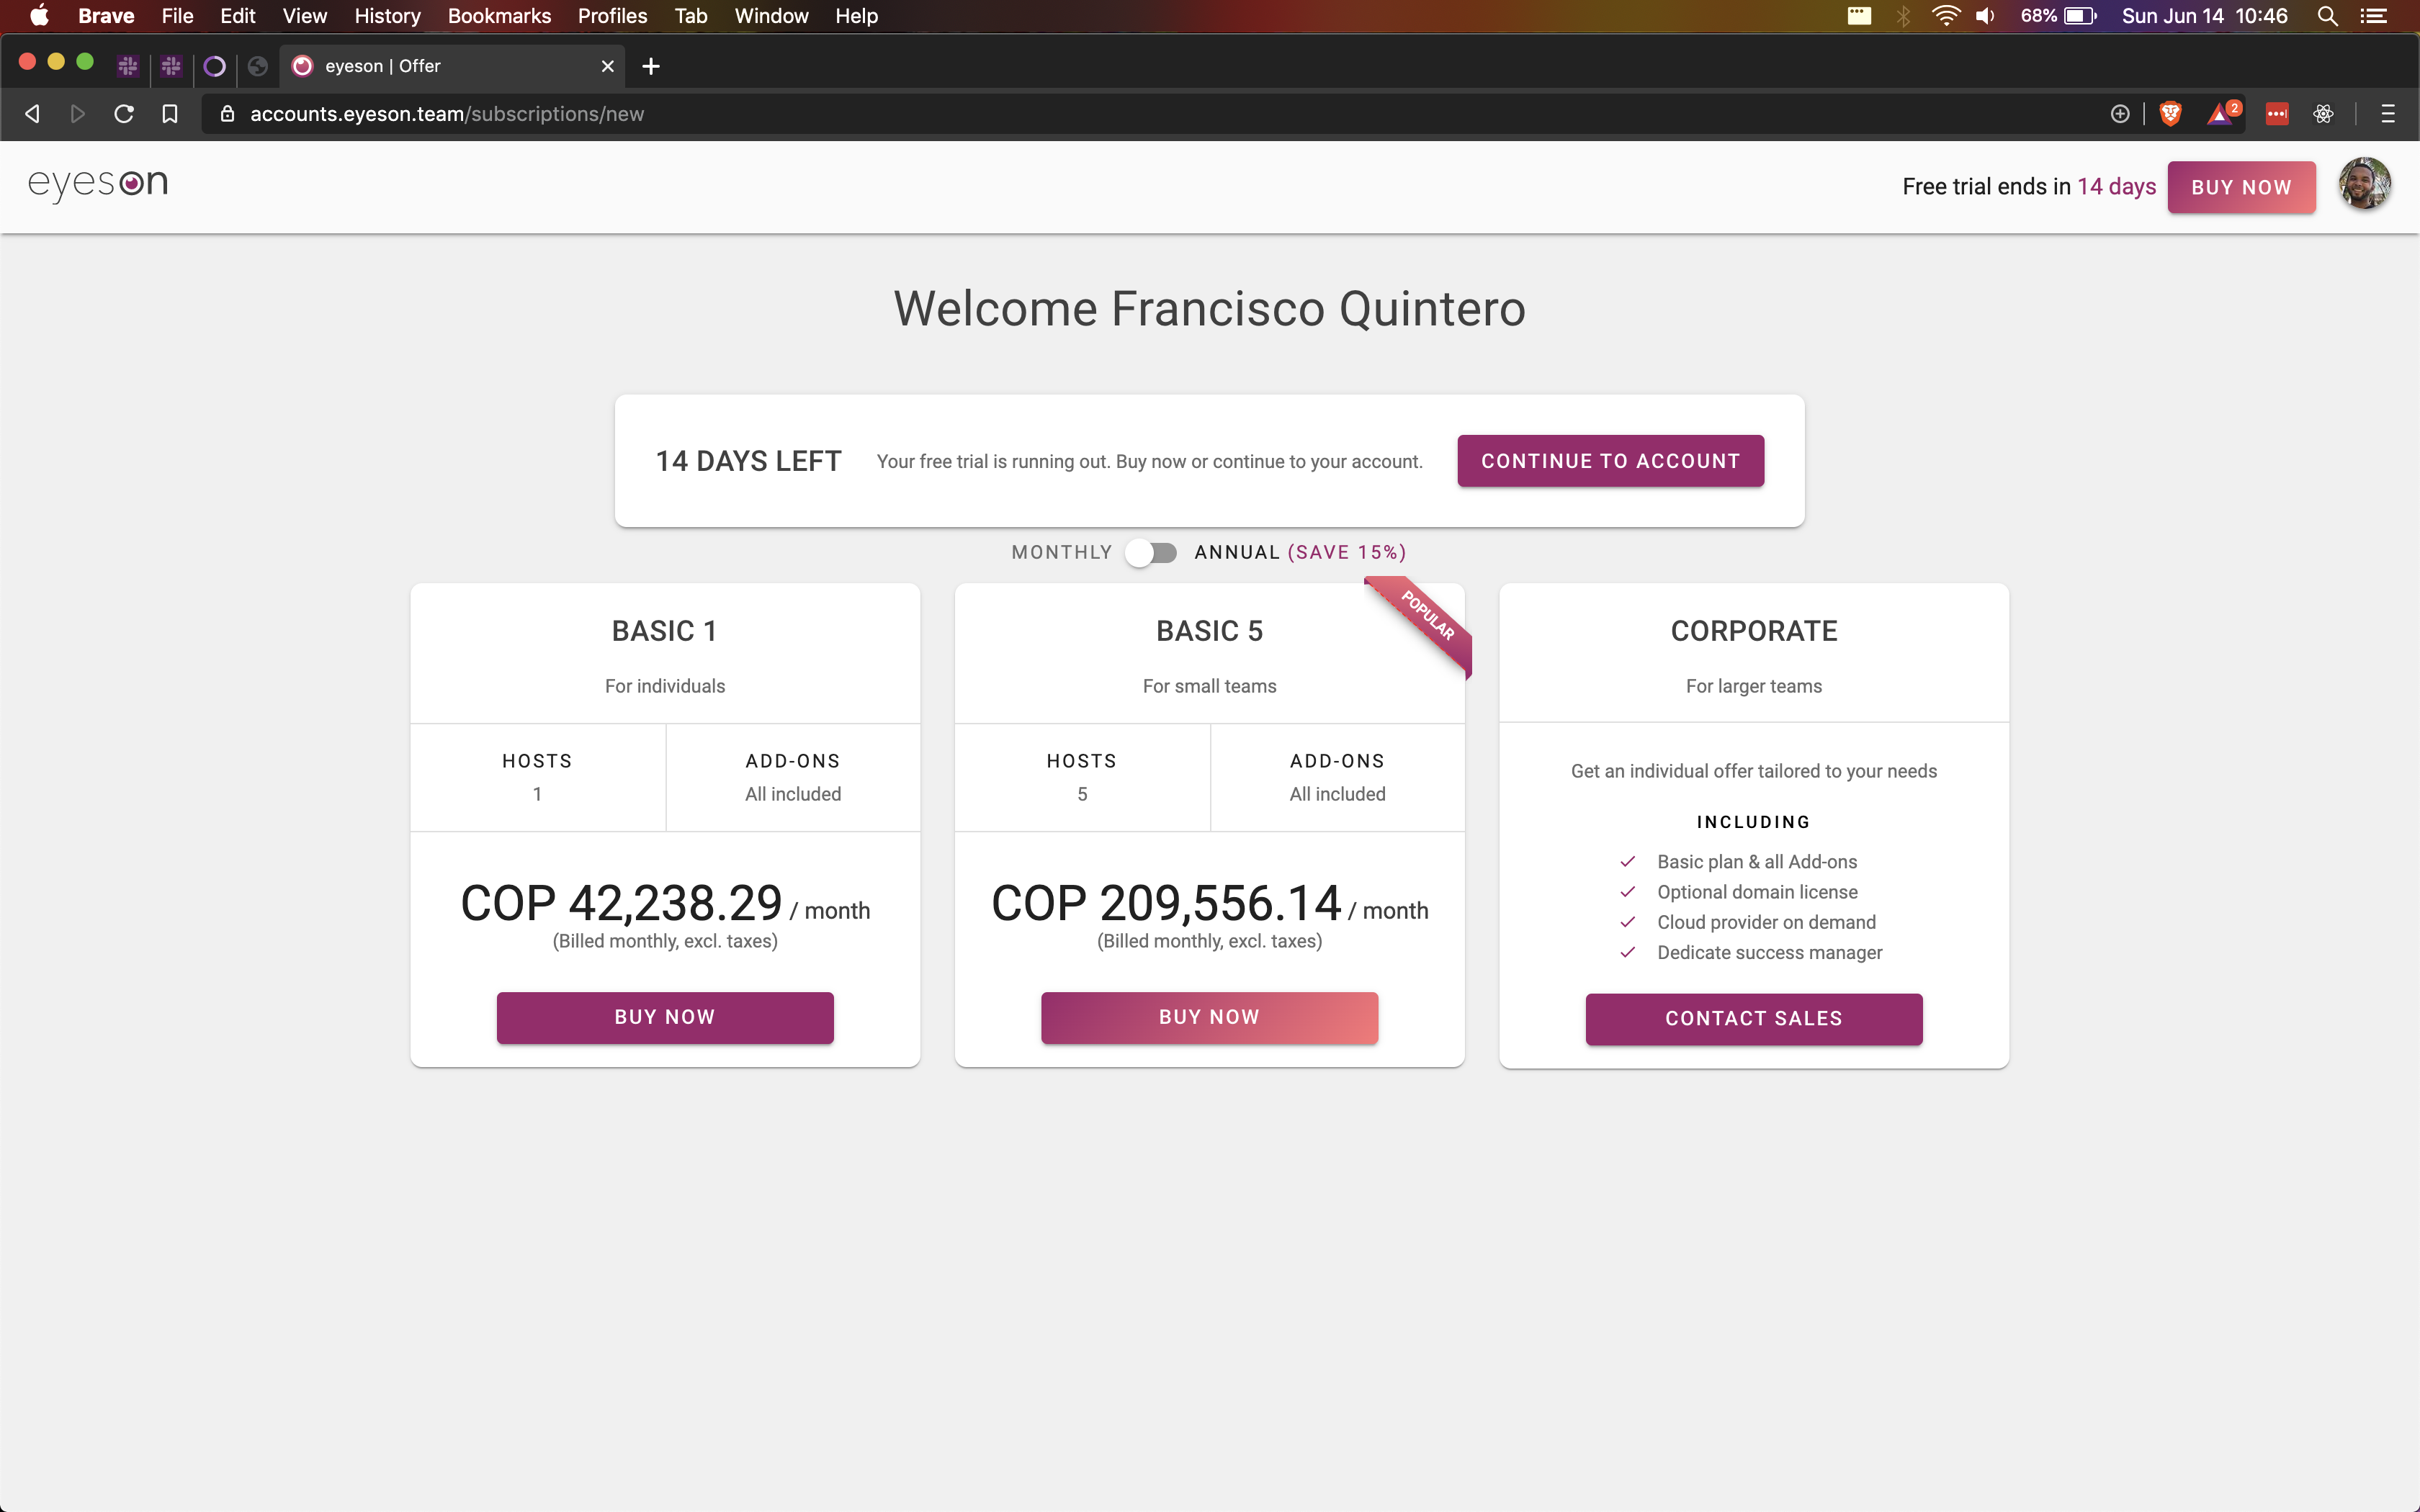 Brave File Edit View History Bookmarks Profiles Tab Window Help 68% Sun Jun 14 10:46
eyeson | Offer
accounts.eyeson.team/subscriptions/new 2
eyeson Free trial ends in 14 days BUY NOW
Welcome Francisco Quintero
14 DAYS LEFT Your free trial is running out. Buy now or continue to your account. CONTINUE TO ACCOUNT
MONTHLY ANNUAL (SAVE 15%)
BASIC 1
For individuals
HOSTS ADD-ONS
1 All included
COP 42,238.29 / month
(Billed monthly, excl. taxes)
BUY NOW
POPULAR
BASIC 5
For small teams
HOSTS ADD-ONS
5 All included
COP 209,556.14 / month
(Billed monthly, excl. taxes)
BUY NOW
CORPORATE
For larger teams
Get an individual offer tailored to your needs
INCLUDING
Basic plan & all Add-ons
Optional domain license
Cloud provider on demand
Dedicate success manager
CONTACT SALES